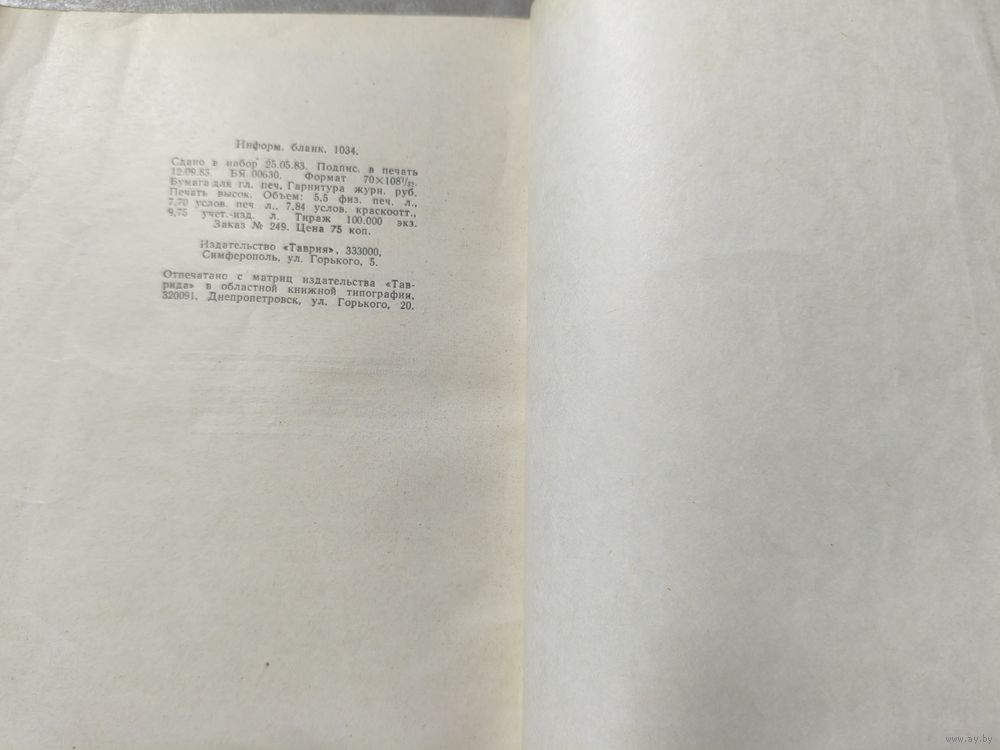 Информ. бланк. 1034.
Сдано в набор 25.05.83. Подпис. в печать
12.09.83. БЯ 00630. Формат 70×108¹/₃₂.
Бумага для гл. печ. Гарнитура журн. руб.
Печать высок. Объем: 5,5 физ. печ. л.,
7,70 услов. печ л.. 7,84 услов. краскоотт.,
9,75 учет.-изд. л. Тираж 100.000 экз.
Заказ № 249. Цена 75 коп.
Издательство «Таврия», 333000,
Симферополь, ул. Горького, 5.
Отпечатано с матриц издательства «Тав-
рида» в областной книжной типографии,
320091, Днепропетровск, ул. Горького, 20.
www.ay.by